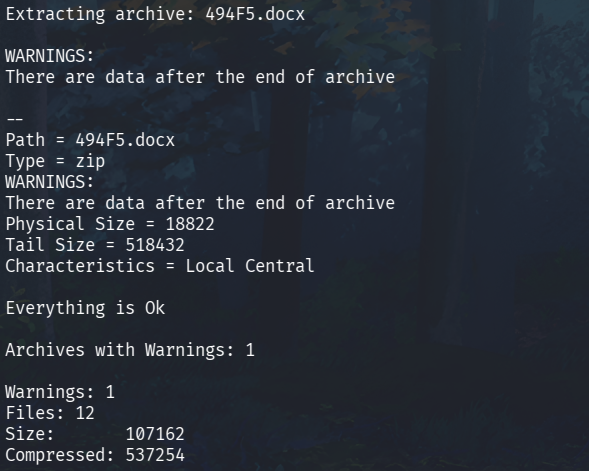 Extracting archive: 494F5.docx
WARNINGS:
There are data after the end of archive
--
Path = 494F5.docx
Type = zip
WARNINGS:
There are data after the end of archive
Physical Size = 18822
Tail Size = 518432
Characteristics = Local Central
Everything is Ok
Archives with Warnings: 1
Warnings: 1
Files: 12
Size:       107162
Compressed: 537254